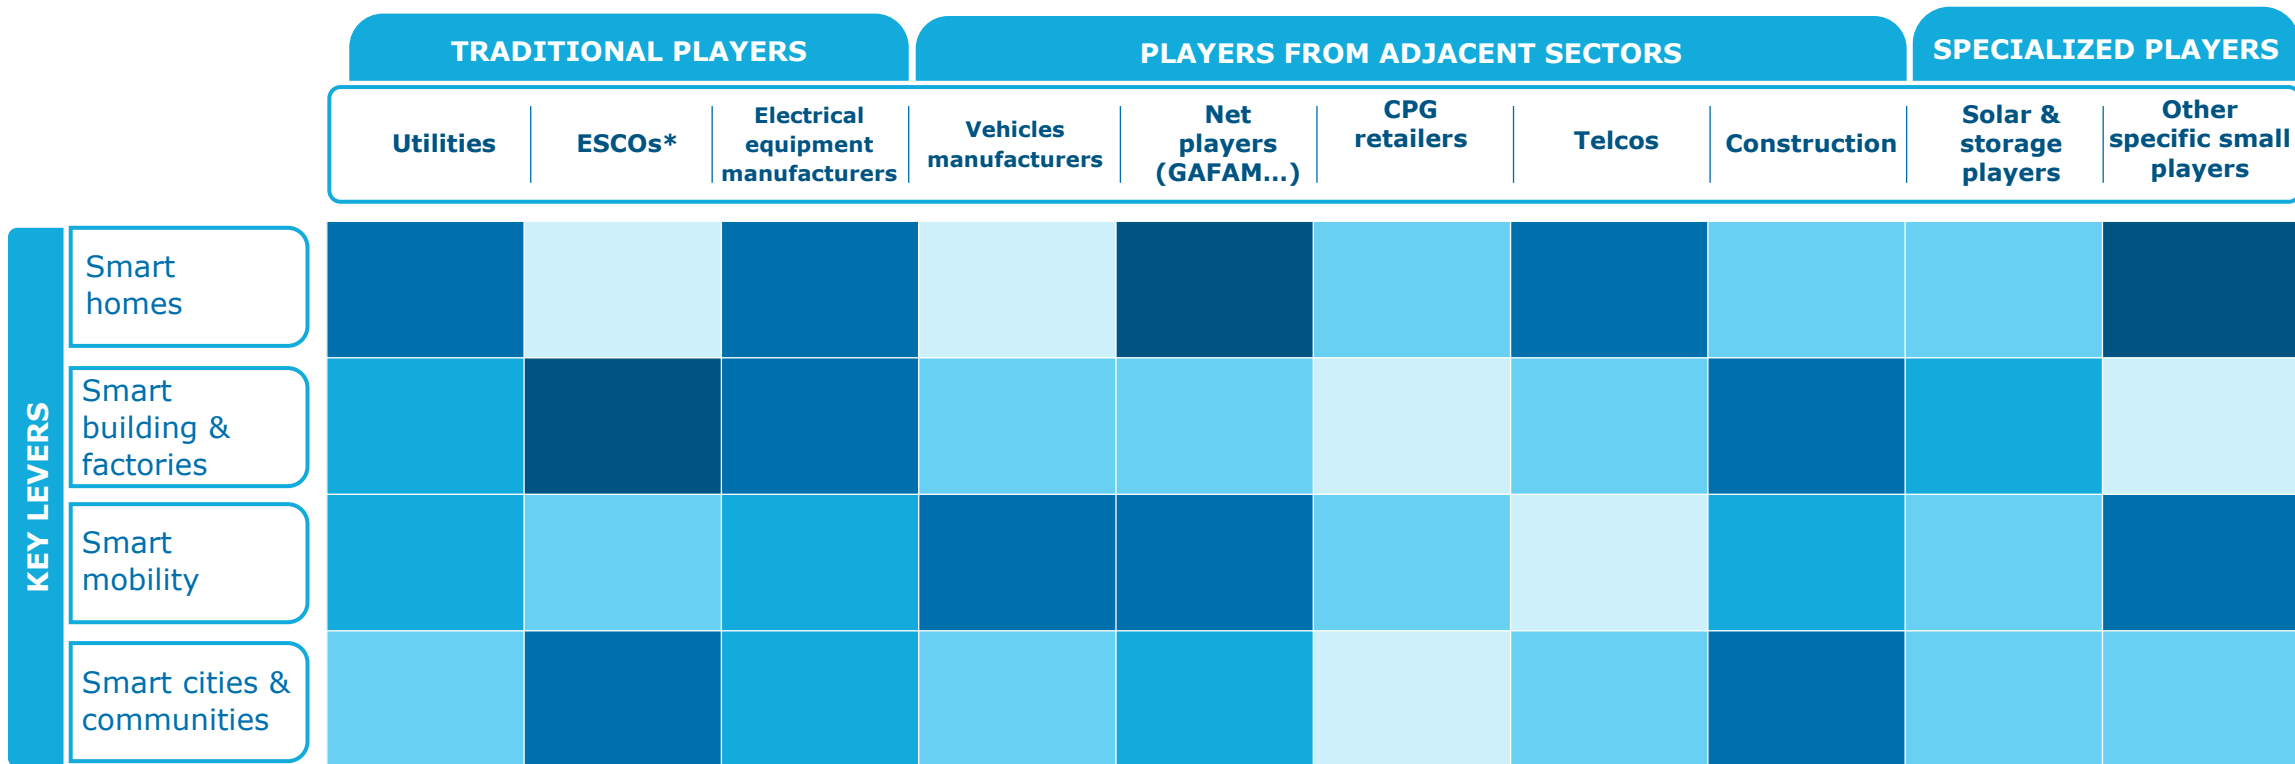 TRADITIONAL PLAYERS
PLAYERS FROM ADJACENT SECTORS
SPECIALIZED PLAYERS
Utilities
ESCOs*
Electrical
equipment
manufacturers
Vehicles
manufacturers
Net
players
(GAFAM...)
CPG
retailers
Telcos
Construction
Solar &
storage
players
Other
specific small
players
KEY LEVERS
Smart
homes
Smart
building &
factories
Smart
mobility
Smart cities &
communities